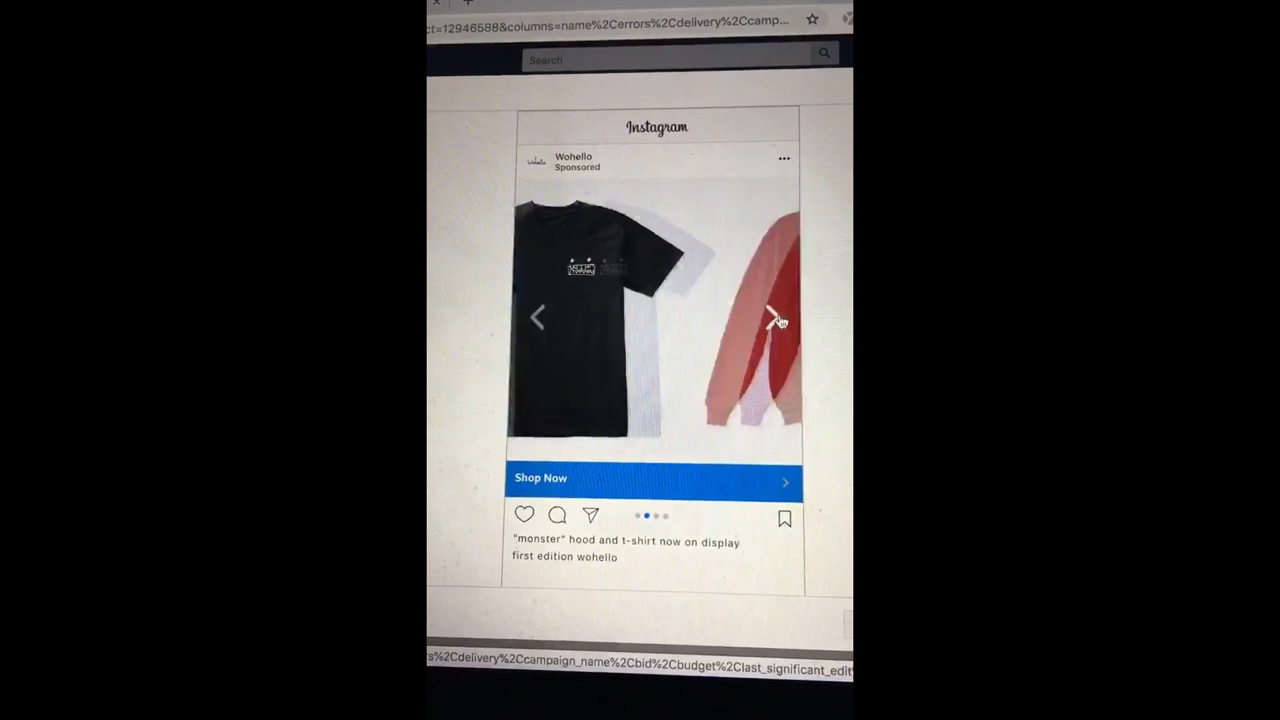 ct=12946588&columns=name%2Cerrors%2Cdelivery%2Ccamp...
Search
Instagram
Wohello
Wohello
Sponsored
Shop Now
"monster" hood and t-shirt now on display
first edition wohello
rs%2Cdelivery%2Ccampaign_name%2Cbid%2Cbudget%2Clast_significant_edit